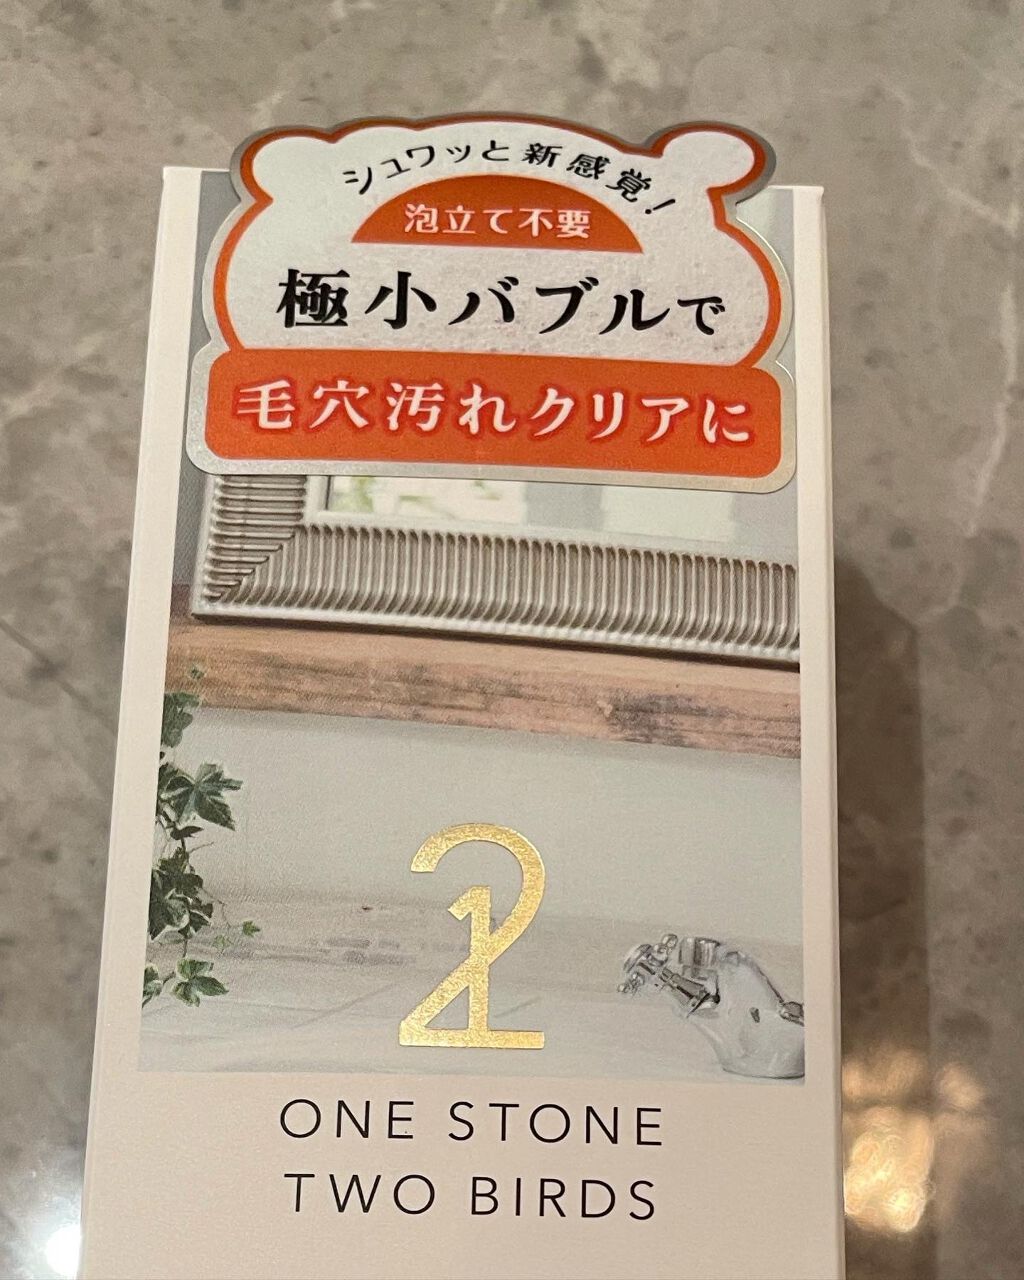 シュワッと新感覚!
泡立て不要
極小バブルで
毛穴汚れクリアに
21
ONE STONE
TWO BIRDS